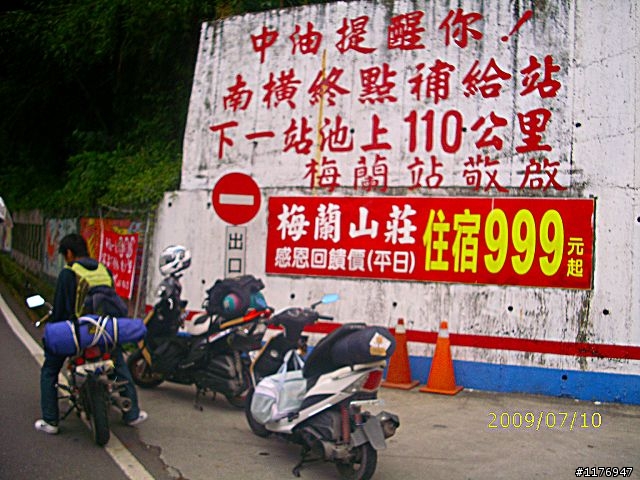 中油提醒你！
南橫終點補給站
下一站池上110公里
梅蘭站敬啟
梅蘭山莊
感恩回饋價(平日)
住宿999元起
出口
2009/07/10
#1176947